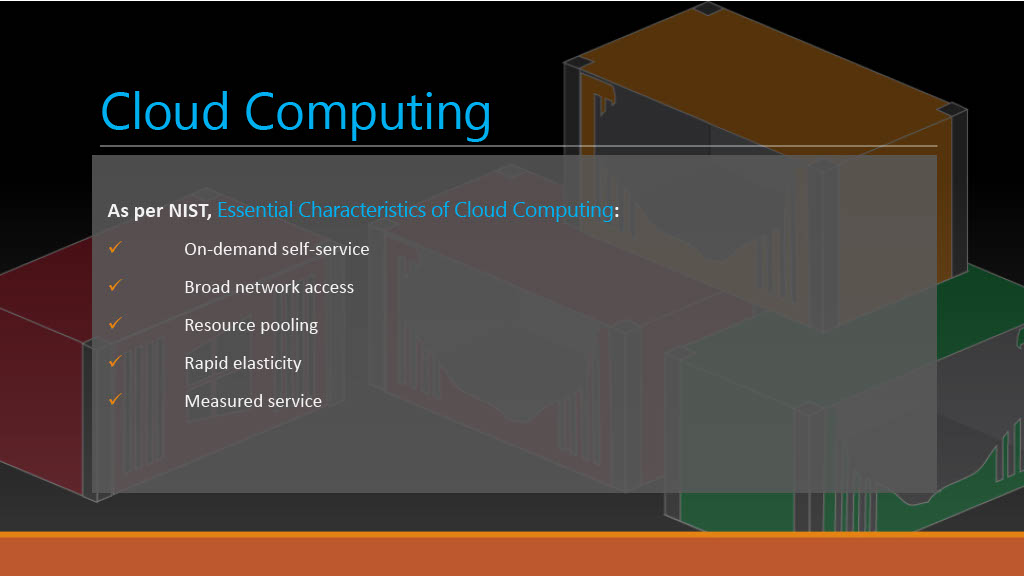 Cloud Computing
As per NIST, Essential Characteristics of Cloud Computing:
✓ On-demand self-service
✓ Broad network access
✓ Resource pooling
✓ Rapid elasticity
✓ Measured service